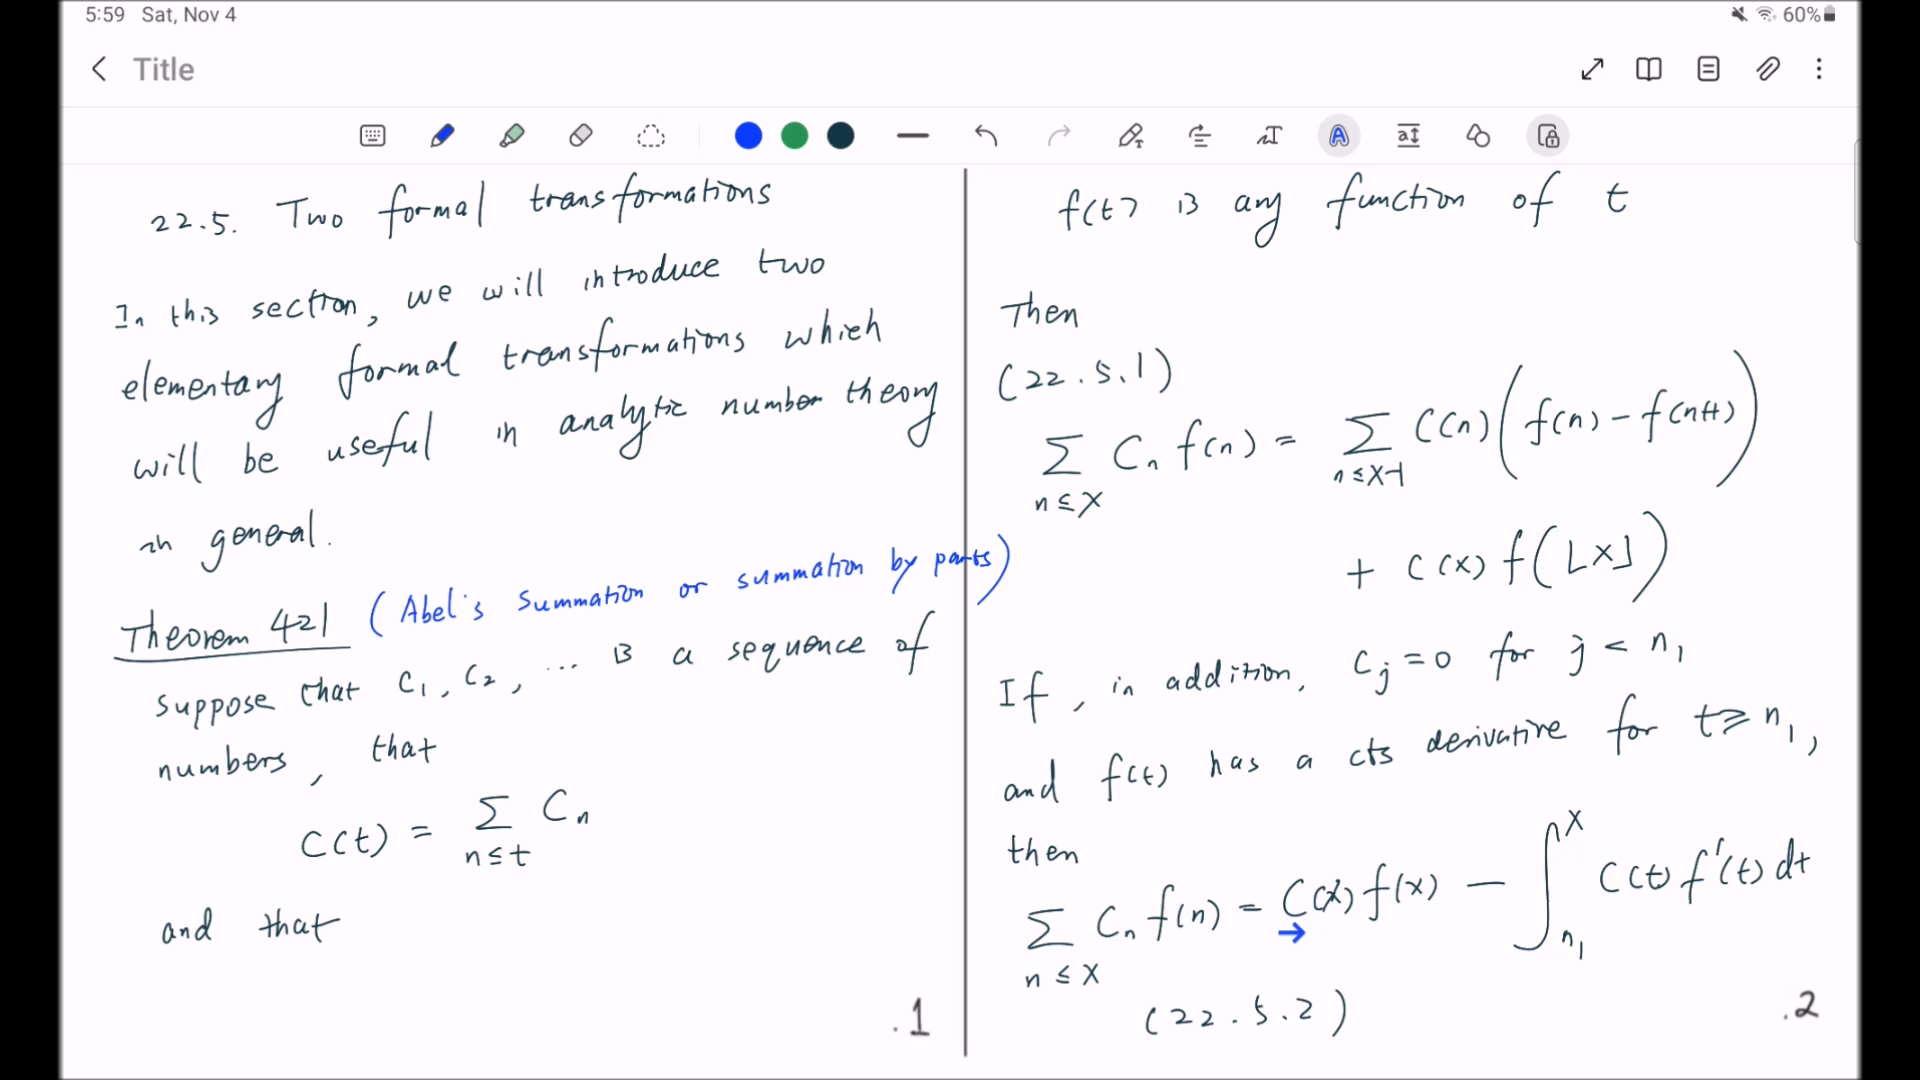 5:59 Sat, Nov 4
60%
Title
22.5. Two formal transformations
In this section, we will introduce two
elementary formal transformations which
will be useful in analytic number theory
in general.
Theorem 421 (Abel's summation or summation by parts)
Suppose that C₁, C₂, ... is a sequence of
numbers, that
C(t) = ∑_{n≤t} Cₙ
and that
.1
f(t) is any function of t
Then
(22.5.1)
∑_{n≤X} Cₙ f(n) = ∑_{n≤X-1} C(n) (f(n) - f(n+1))
+ C(X) f(⌊X⌋)
If, in addition, Cⱼ = 0 for j < n₁
and f(t) has a cts derivative for t ≥ n₁,
then
∑_{n≤X} Cₙ f(n) = C(X) f(X) - ∫_{n₁}^{X} C(t) f'(t) dt
(22.5.2)
.2